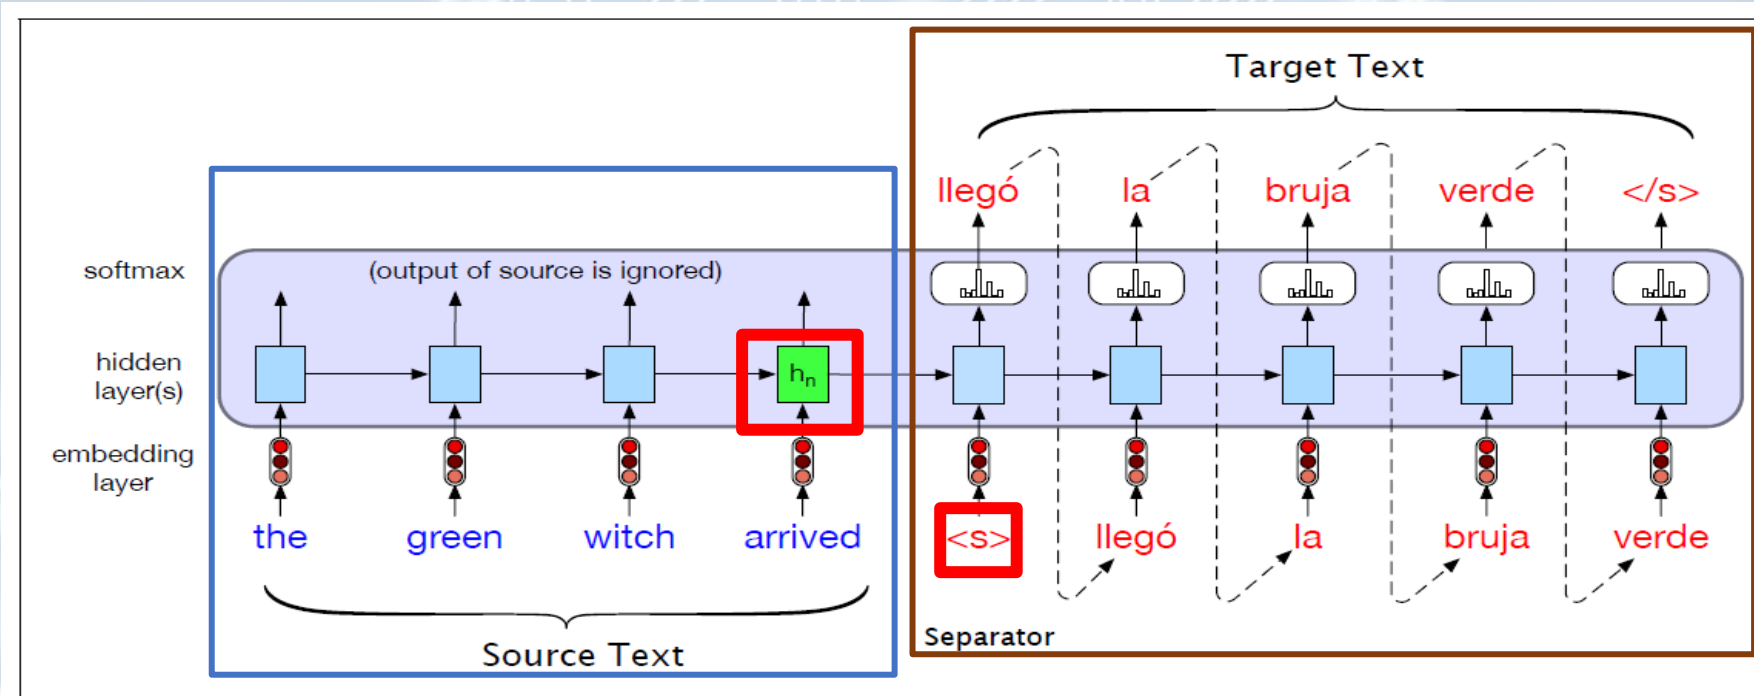 Target Text
llegó la bruja verde </s>
softmax (output of source is ignored)
hidden
layer(s)
hn
embedding
layer
the green witch arrived <s> llegó la bruja verde
Separator
Source Text